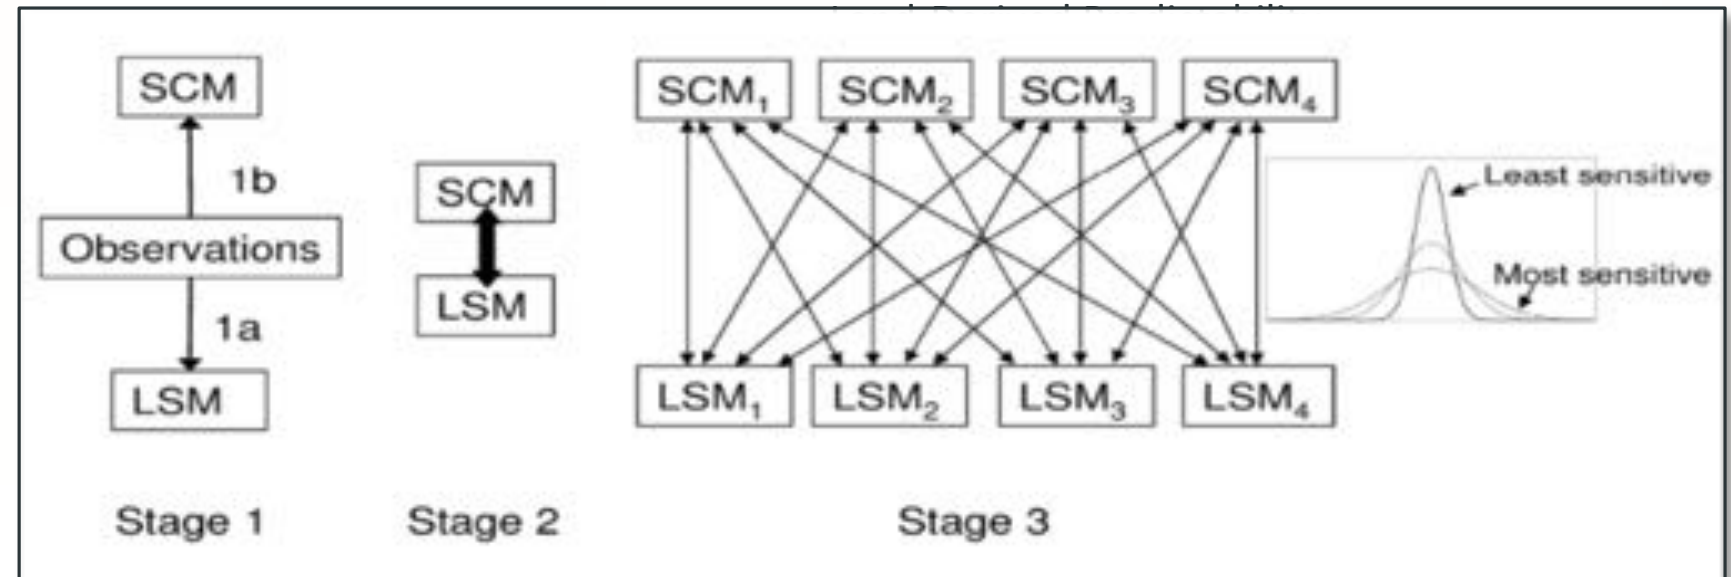 SCM
1b
Observations
1a
LSM
Stage 1
SCM
LSM
Stage 2
SCM₁ SCM₂ SCM₃ SCM₄
LSM₁ LSM₂ LSM₃ LSM₄
Stage 3
Least sensitive
Most sensitive